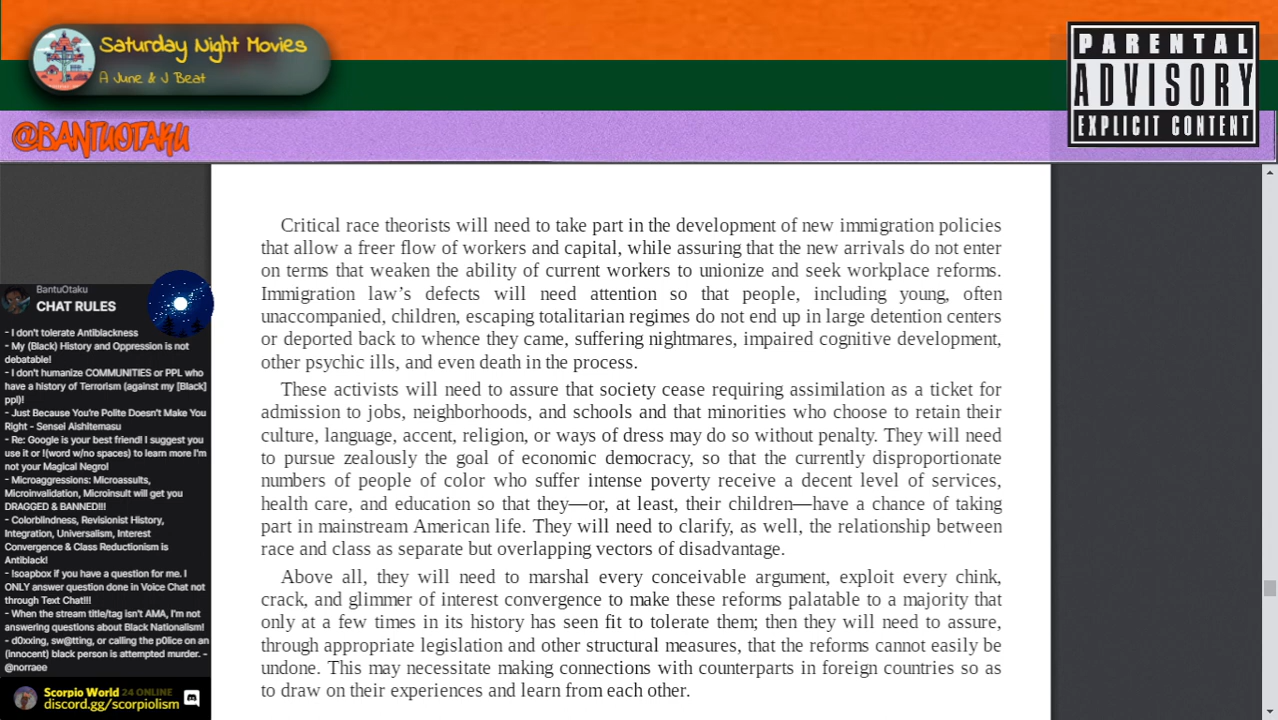 Saturday Night Movies
A June & J Beat
PARENTAL
ADVISORY
EXPLICIT CONTENT
@BANTUOTAKU
Critical race theorists will need to take part in the development of new immigration policies
that allow a freer flow of workers and capital, while assuring that the new arrivals do not enter
on terms that weaken the ability of current workers to unionize and seek workplace reforms.
Immigration law’s defects will need attention so that people, including young, often
unaccompanied, children, escaping totalitarian regimes do not end up in large detention centers
or deported back to whence they came, suffering nightmares, impaired cognitive development,
other psychic ills, and even death in the process.
These activists will need to assure that society cease requiring assimilation as a ticket for
admission to jobs, neighborhoods, and schools and that minorities who choose to retain their
culture, language, accent, religion, or ways of dress may do so without penalty. They will need
to pursue zealously the goal of economic democracy, so that the currently disproportionate
numbers of people of color who suffer intense poverty receive a decent level of services,
health care, and education so that they—or, at least, their children—have a chance of taking
part in mainstream American life. They will need to clarify, as well, the relationship between
race and class as separate but overlapping vectors of disadvantage.
Above all, they will need to marshal every conceivable argument, exploit every chink,
crack, and glimmer of interest convergence to make these reforms palatable to a majority that
only at a few times in its history has seen fit to tolerate them; then they will need to assure,
through appropriate legislation and other structural measures, that the reforms cannot easily be
undone. This may necessitate making connections with counterparts in foreign countries so as
to draw on their experiences and learn from each other.
BantuOtaku
CHAT RULES
- I don't tolerate Antiblackness
- My (Black) History and Oppression is not
debatable!
- I don't humanize COMMUNITIES or PPL who
have a history of Terrorism (against my [Black]
ppl)!
- Just Because You're Polite Doesn't Make You
Right - Sensei Aishitemasu
- Re: Google is your best friend! I suggest you
use it or !(word w/no spaces) to learn more I'm
not your Magical Negro!
- Microaggressions: Microassults,
Microinvalidation, Microinsult will get you
DRAGGED & BANNED!!!
- Colorblindness, Revisionist History,
Integration, Universalism, Interest
Convergence & Class Reductionism is
Antiblack!
- !soapbox if you have a question for me. I
ONLY answer question done in Voice Chat not
through Text Chat!!!
- When the stream title/tag isn't AMA, I'm not
answering questions about Black Nationalism!
- d0xxing, sw@tting, or calling the p0lice on an
(innocent) black person is attempted murder. -
@norraee
Scorpio World 24 ONLINE
discord.gg/scorpiolism